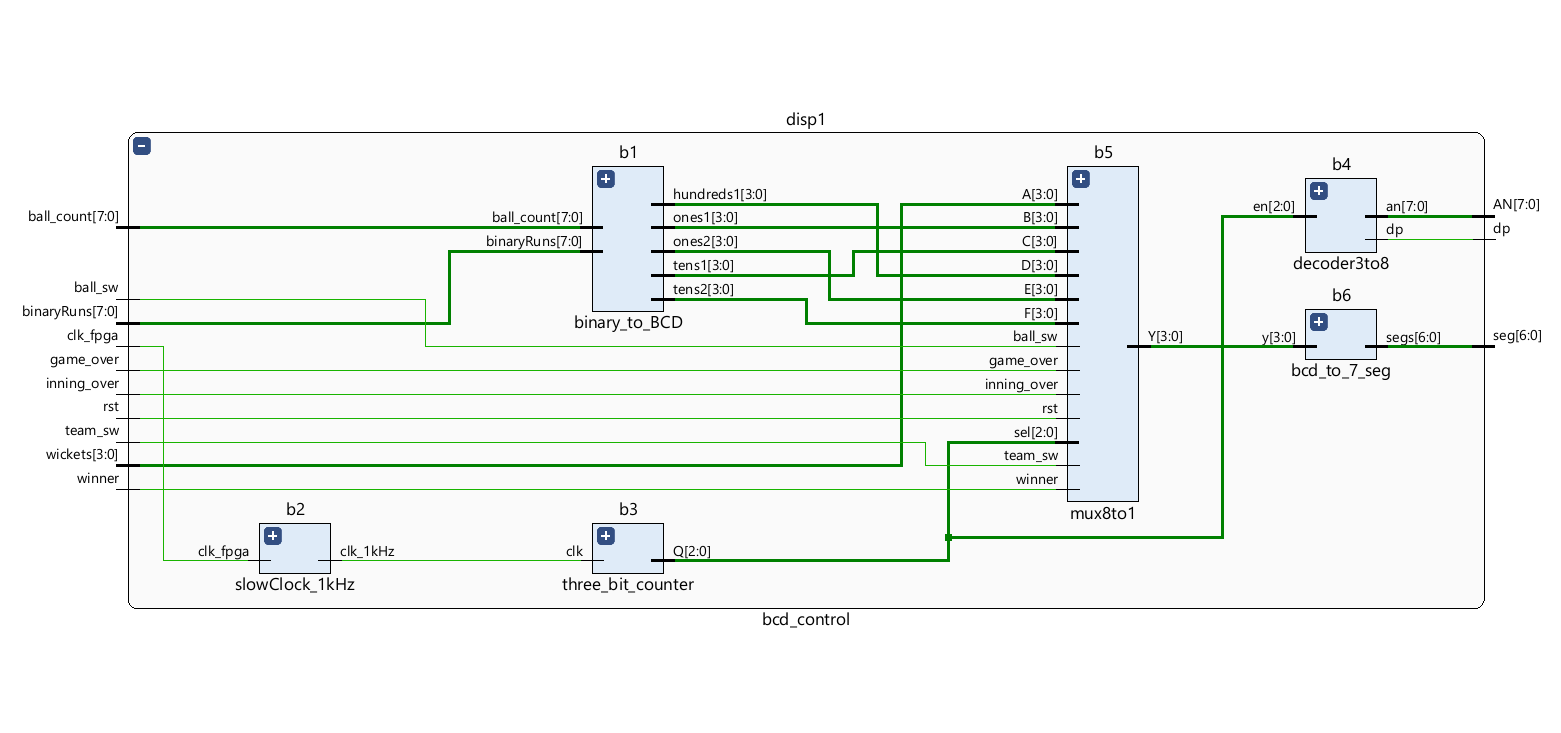 disp1
b1
b5
b4
hundreds1[3:0]
A[3:0]
en[2:0]
an[7:0]
AN[7:0]
ball_count[7:0]
ball_count[7:0]
ones1[3:0]
B[3:0]
dp
dp
binaryRuns[7:0]
ones2[3:0]
C[3:0]
decoder3to8
tens1[3:0]
D[3:0]
ball_sw
tens2[3:0]
E[3:0]
b6
binaryRuns[7:0]
binary_to_BCD
F[3:0]
clk_fpga
ball_sw
Y[3:0]
y[3:0]
segs[6:0]
seg[6:0]
game_over
game_over
bcd_to_7_seg
inning_over
inning_over
rst
rst
team_sw
sel[2:0]
wickets[3:0]
team_sw
winner
winner
b2
b3
mux8to1
clk_fpga
clk_1kHz
clk
Q[2:0]
slowClock_1kHz
three_bit_counter
bcd_control